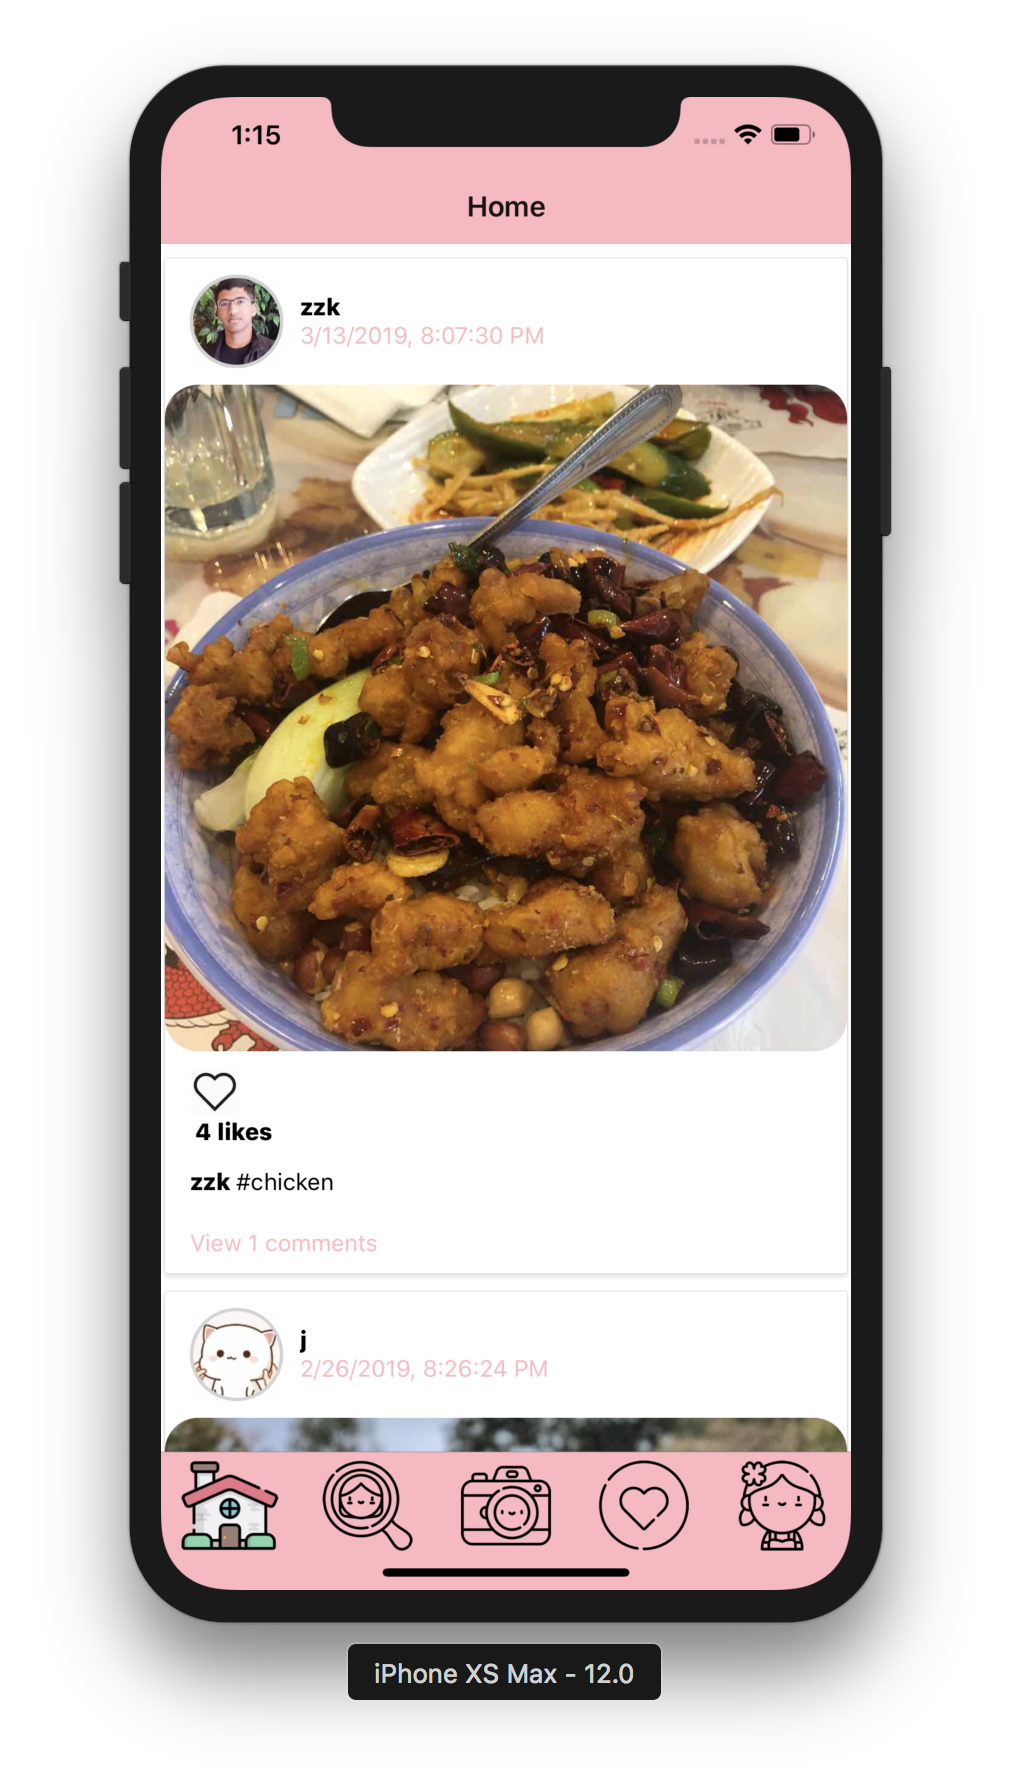 1:15
Home
zzk
3/13/2019, 8:07:30 PM
4 likes
zzk #chicken
View 1 comments
j
2/26/2019, 8:26:24 PM
iPhone XS Max - 12.0